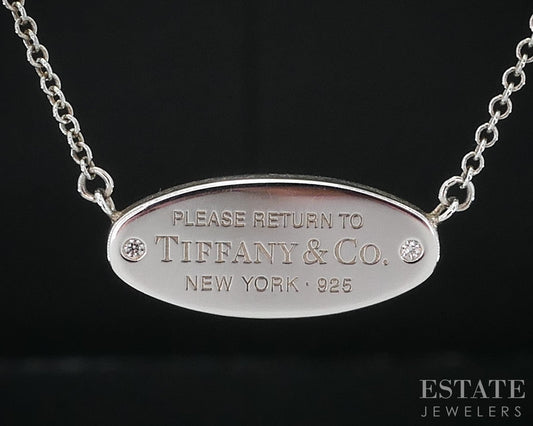 PLEASE RETURN TO
TIFFANY & CO.
NEW YORK · 925
ESTATE
JEWELERS